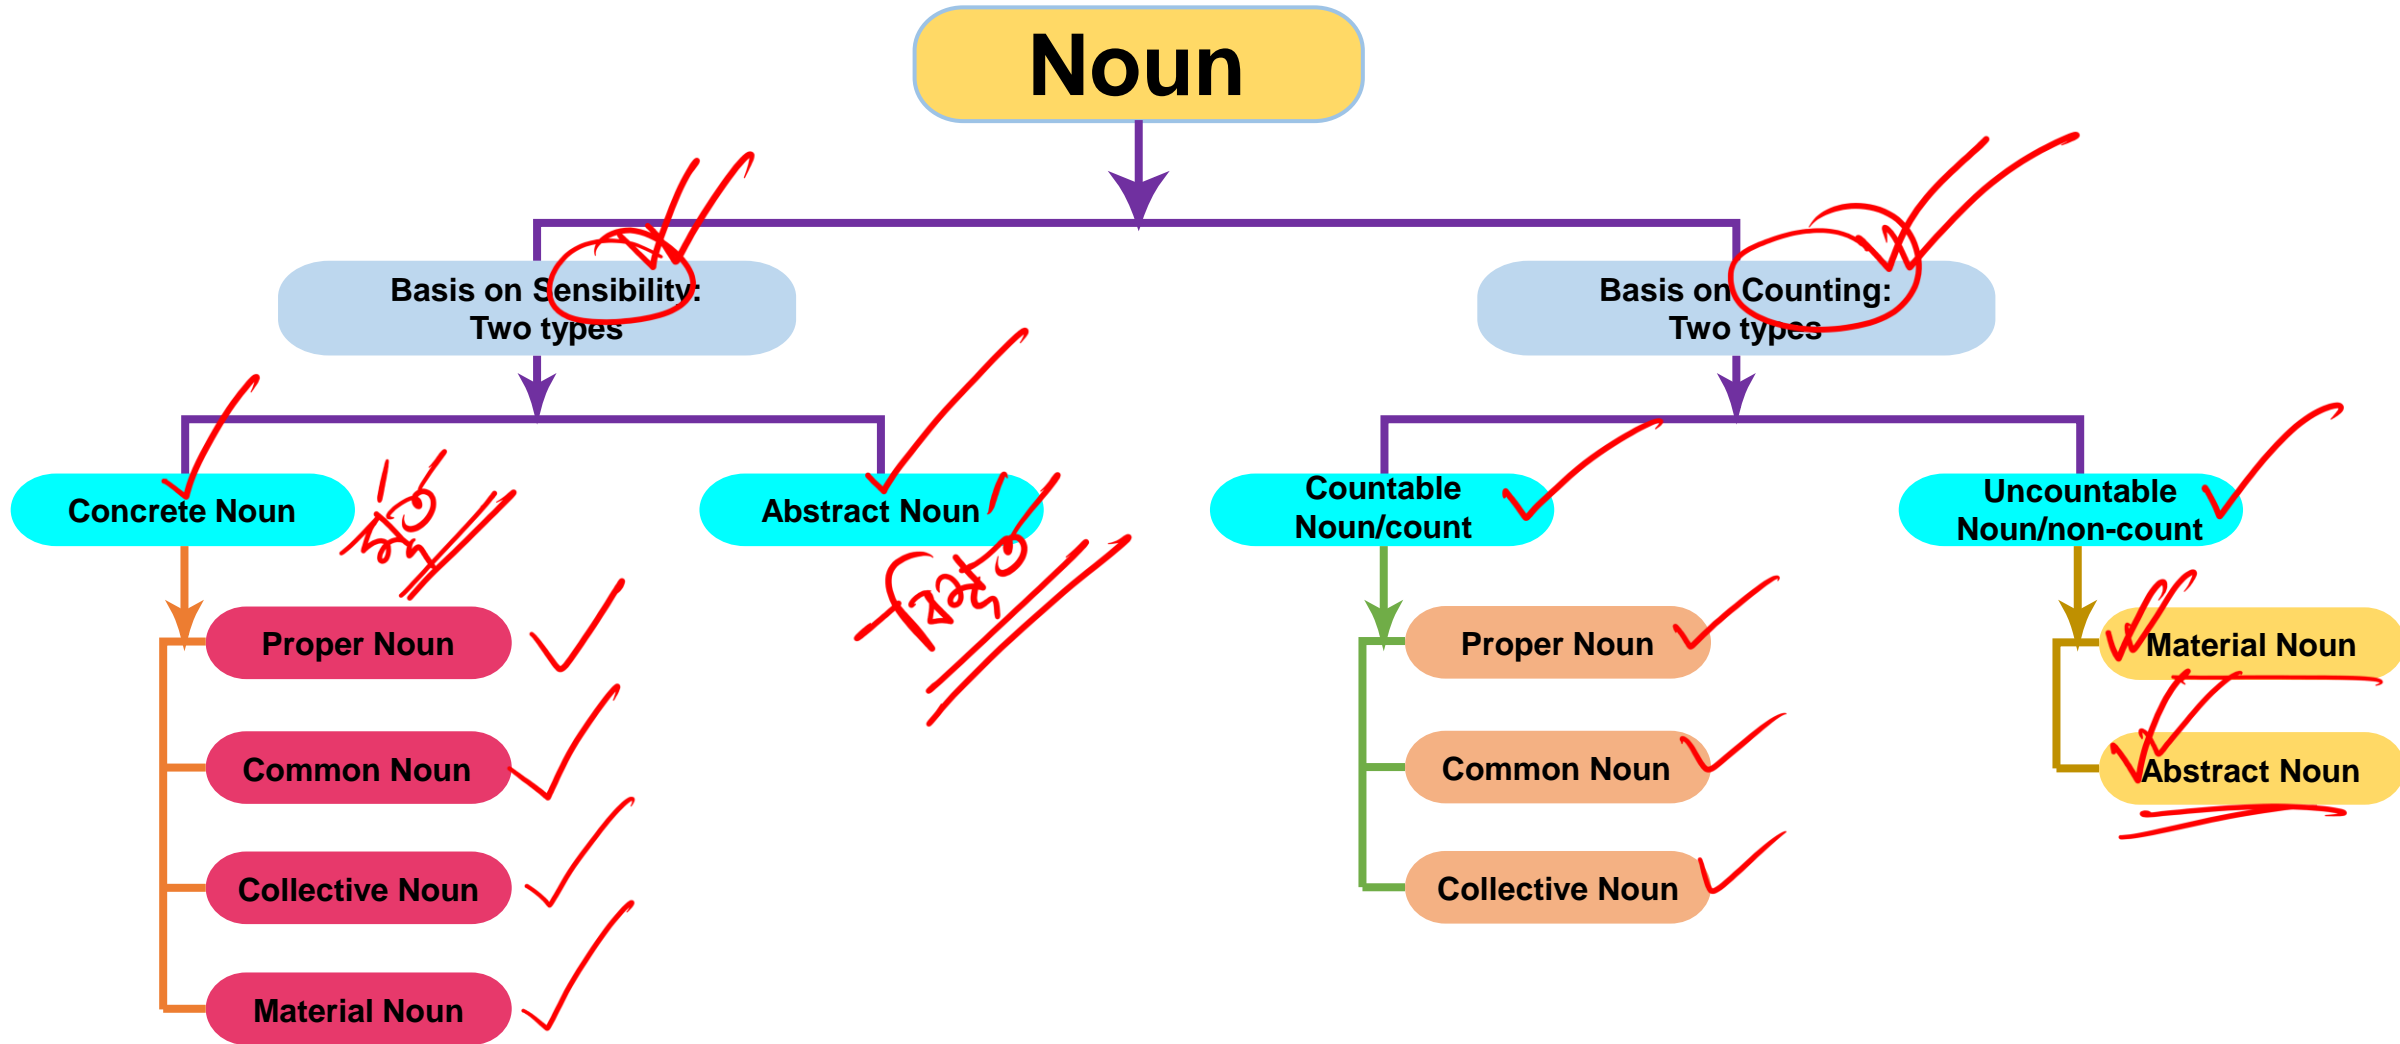 Noun
Basis on Sensibility:
Two types
Basis on Counting:
Two types
Concrete Noun
Abstract Noun
Countable
Noun/count
Uncountable
Noun/non-count
Proper Noun
Common Noun
Collective Noun
Material Noun
Proper Noun
Common Noun
Collective Noun
Material Noun
Abstract Noun